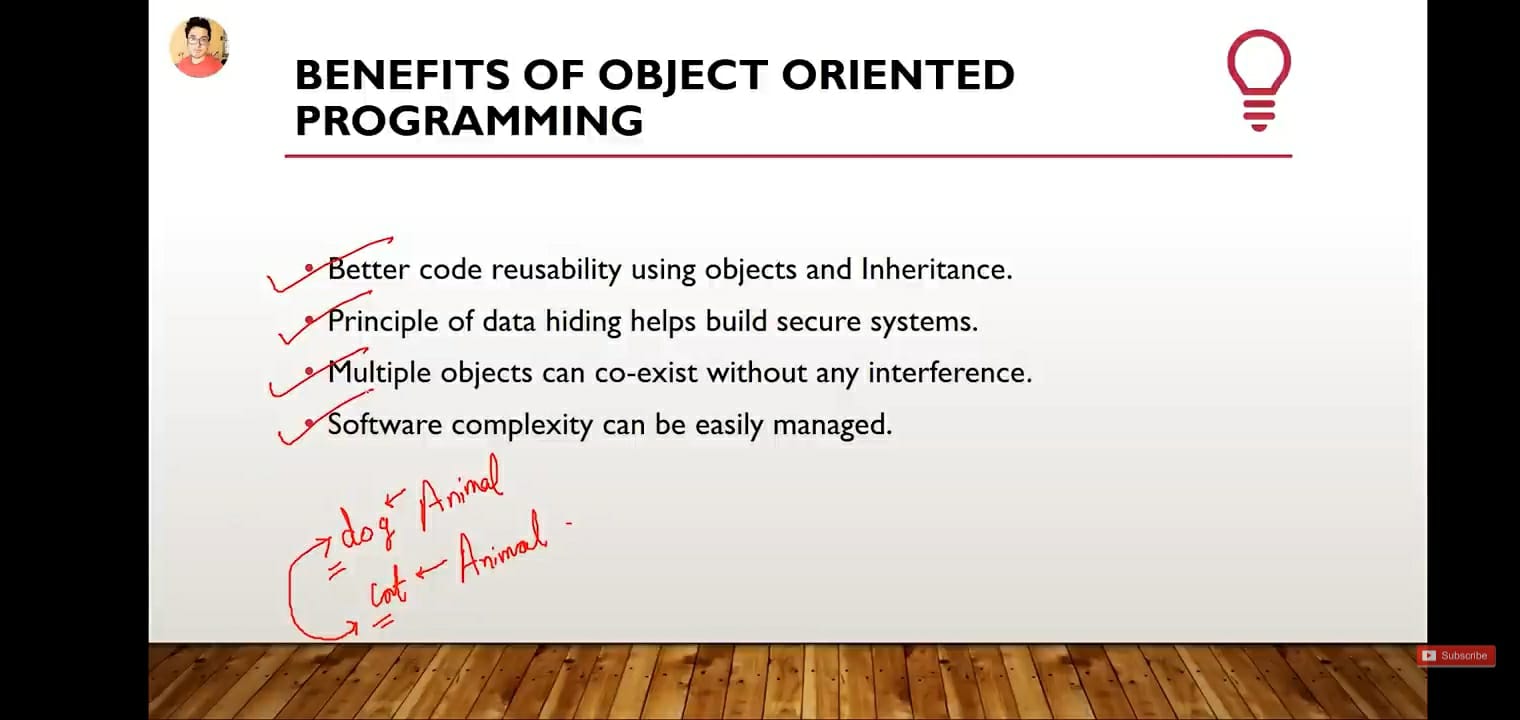 BENEFITS OF OBJECT ORIENTED
PROGRAMMING
• Better code reusability using objects and Inheritance.
• Principle of data hiding helps build secure systems.
• Multiple objects can co-exist without any interference.
• Software complexity can be easily managed.
dog ← Animal
cat ← Animal
Subscribe